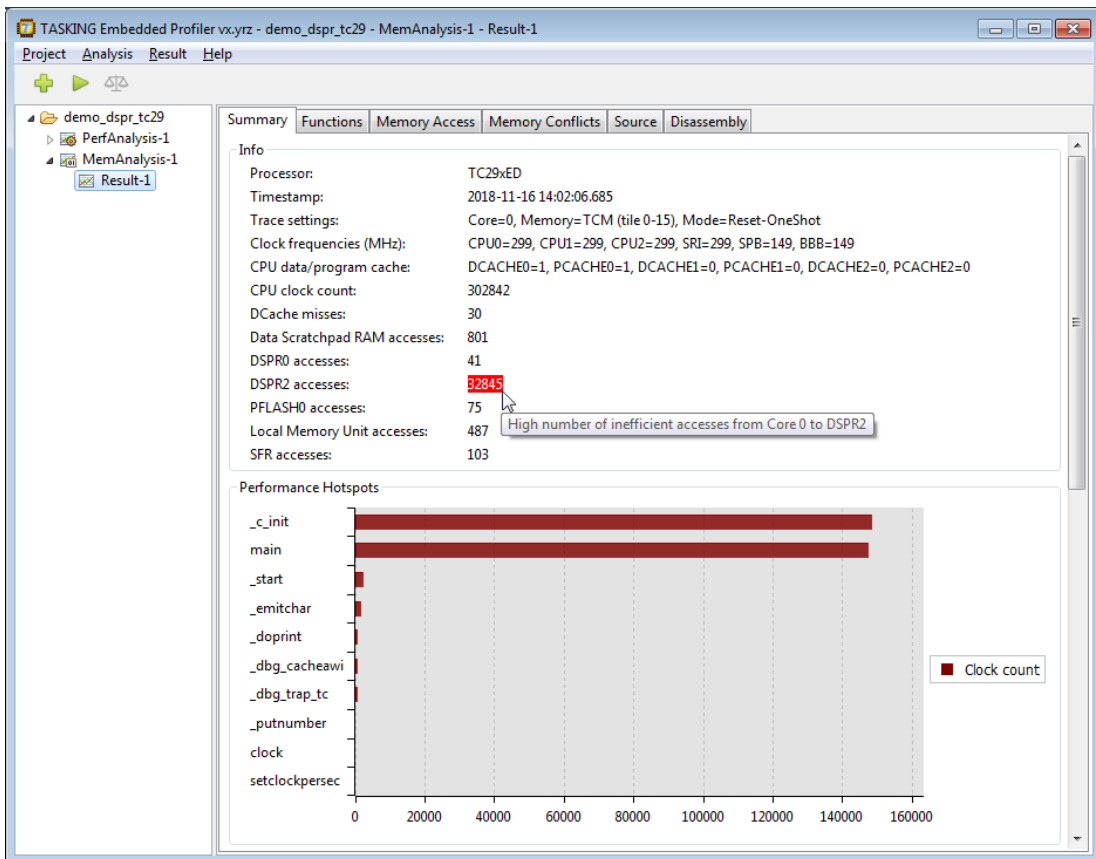 TASKING Embedded Profiler vx.yrz - demo_dspr_tc29 - MemAnalysis-1 - Result-1
Project Analysis Result Help
demo_dspr_tc29
PerfAnalysis-1
MemAnalysis-1
Result-1
Summary Functions Memory Access Memory Conflicts Source Disassembly
Info
Processor: TC29xED
Timestamp: 2018-11-16 14:02:06.685
Trace settings: Core=0, Memory=TCM (tile 0-15), Mode=Reset-OneShot
Clock frequencies (MHz): CPU0=299, CPU1=299, CPU2=299, SRI=299, SPB=149, BBB=149
CPU data/program cache: DCACHE0=1, PCACHE0=1, DCACHE1=0, PCACHE1=0, DCACHE2=0, PCACHE2=0
CPU clock count: 302842
DCache misses: 30
Data Scratchpad RAM accesses: 801
DSPR0 accesses: 41
DSPR2 accesses: 32845
PFLASH0 accesses: 75
High number of inefficient accesses from Core 0 to DSPR2
Local Memory Unit accesses: 487
SFR accesses: 103
Performance Hotspots
_c_init
main
_start
_emitchar
_doprint
_dbg_cacheawi
_dbg_trap_tc
_putnumber
clock
setclockpersec
Clock count
0 20000 40000 60000 80000 100000 120000 140000 160000